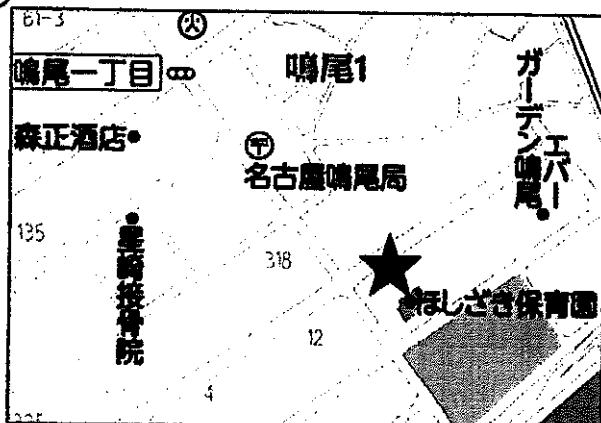 61-3
火
鳴尾一丁目
鳴尾1
森正酒店
〒
名古屋鳴尾局
エバー
ガーデン鳴尾
135
星崎接骨院
318
ほしざき保育園
12
4